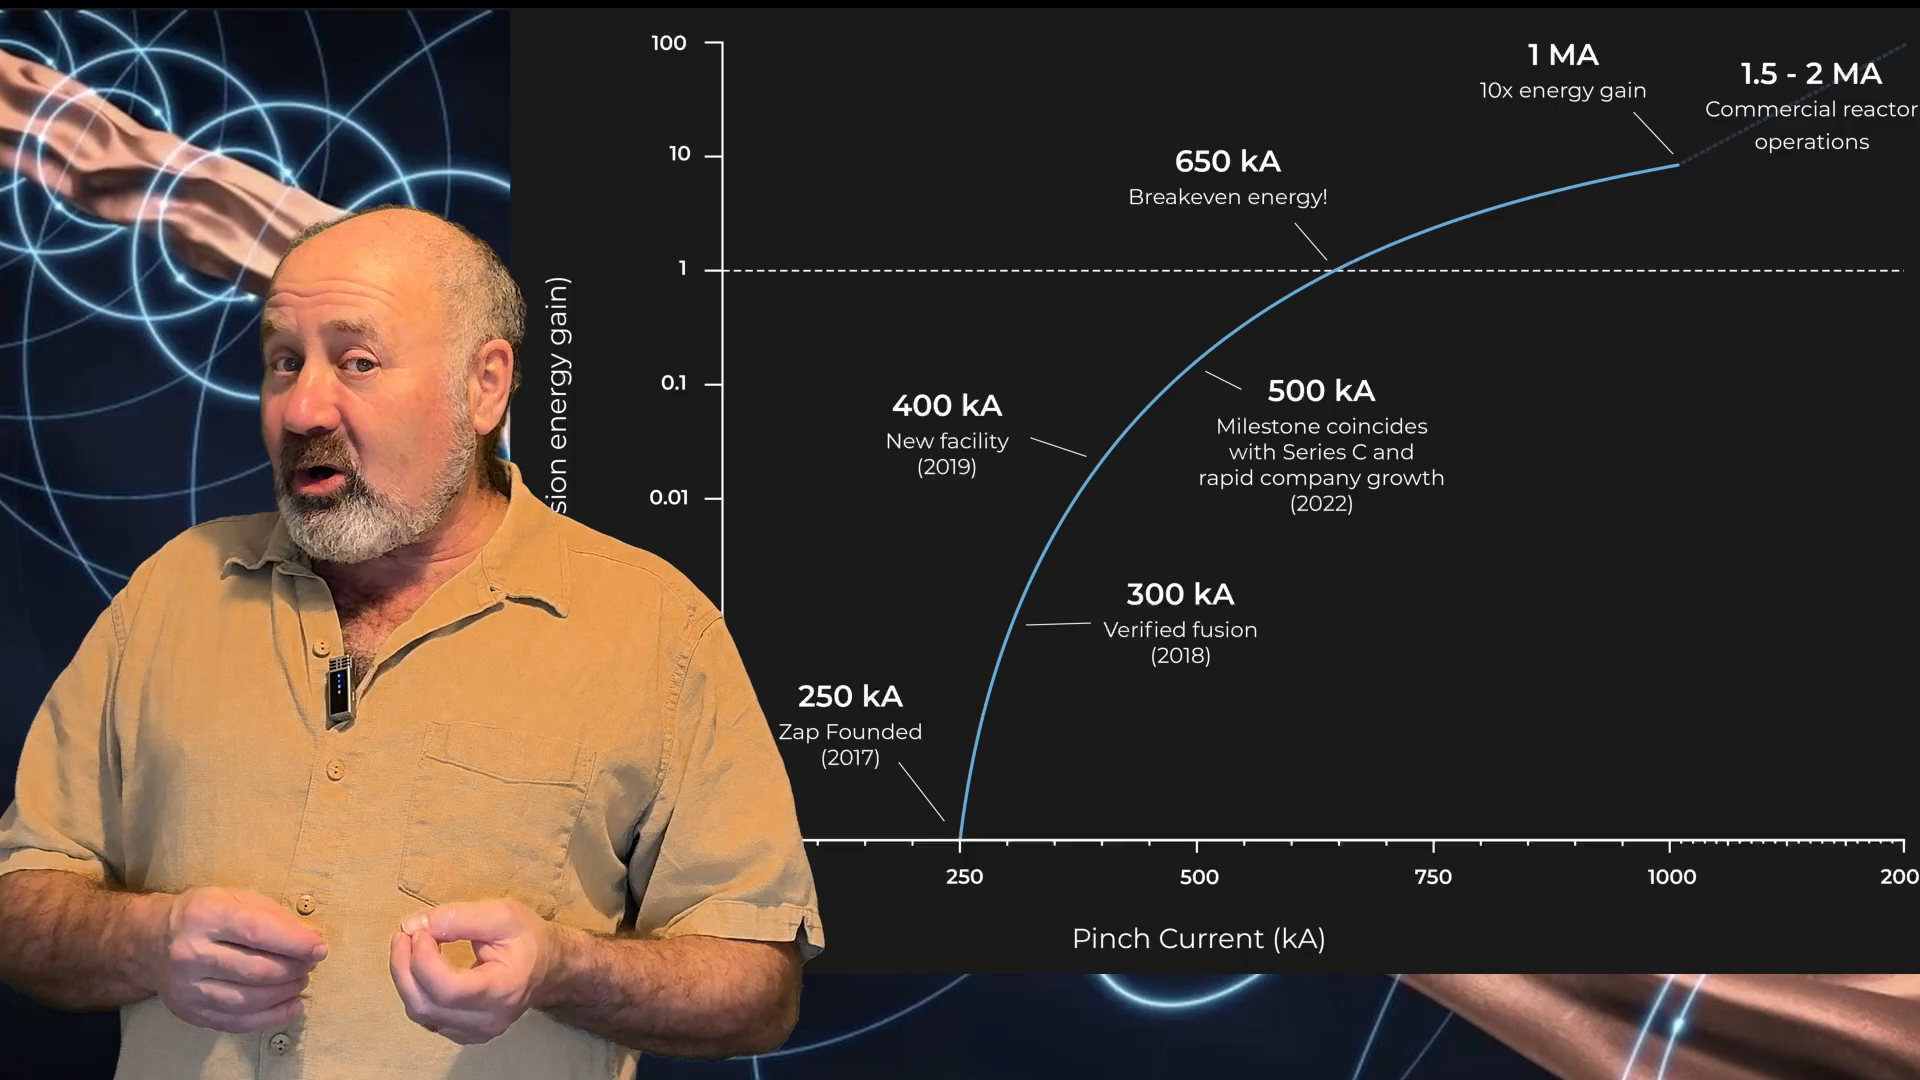 100
10
1
0.1
0.01
energy gain)
1 MA
10x energy gain
1.5 - 2 MA
Commercial reactor
operations
650 kA
Breakeven energy!
400 kA
New facility
(2019)
500 kA
Milestone coincides
with Series C and
rapid company growth
(2022)
300 kA
Verified fusion
(2018)
250 kA
Zap Founded
(2017)
250
500
750
1000
Pinch Current (kA)